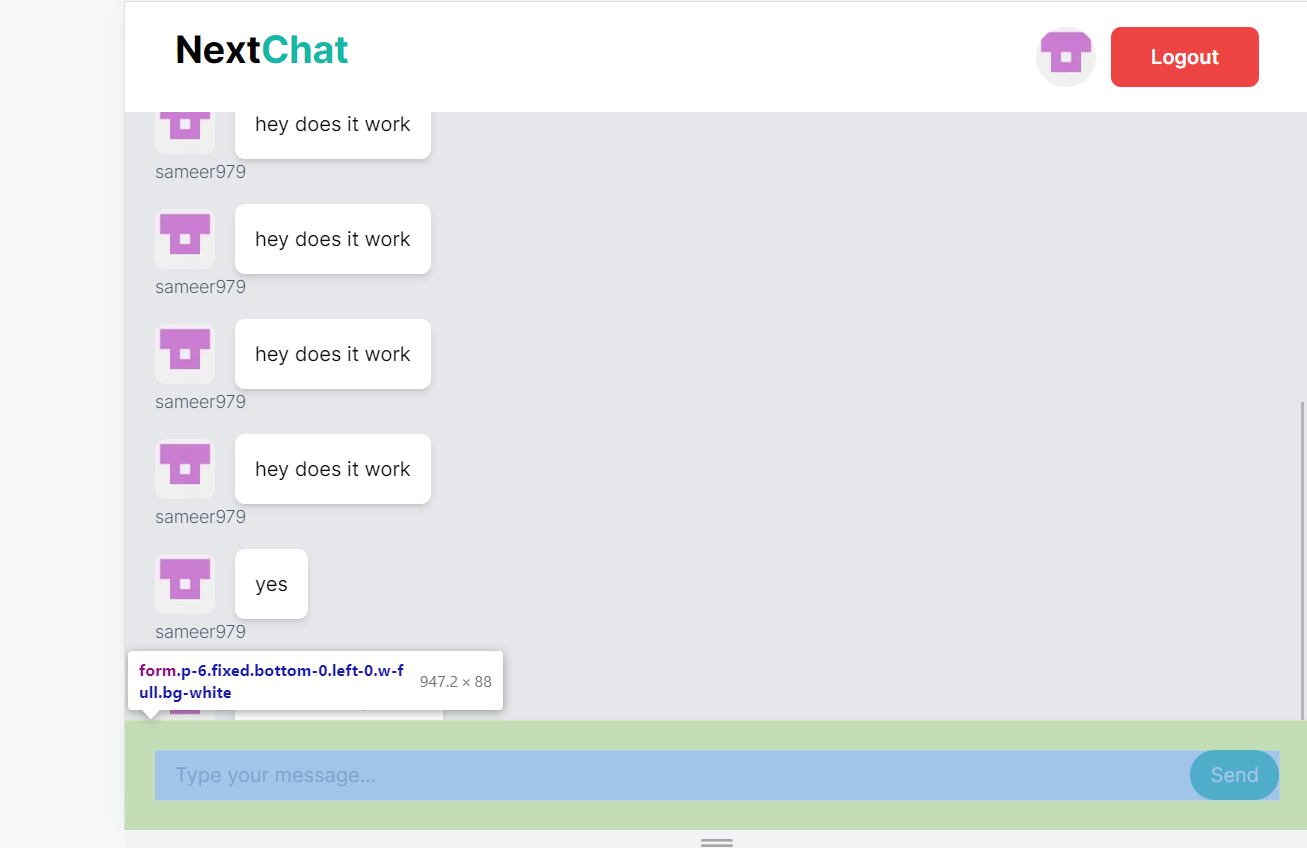 NextChat
Logout
hey does it work
sameer979
hey does it work
sameer979
hey does it work
sameer979
hey does it work
sameer979
yes
sameer979
form.p-6.fixed.bottom-0.left-0.w-f
ull.bg-white
947.2 × 88
Type your message...
Send